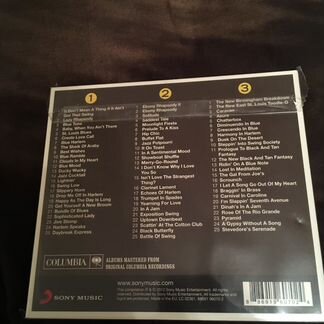 1
It Don't Mean A Thing If It Ain't
Got That Swing
Lazy Rhapsody
Blue Tune
Baby, When You Ain't There
St. Louis Blues
Creole Love Call
Blue Harlem
The Sheik Of Araby
Best Wishes
Blue Ramble
Clouds In My Heart
Blue Mood
Ducky Wucky
Jazz Cocktail
Lightnin'
Swing Low
Slippery Horn
Drop Me Off In Harlem
Happy As The Day Is Long
Get Yourself A New Broom
Bundle Of Blues
Sophisticated Lady
Jive Stomp
Harlem Speaks
Daybreak Express
2
Ebony Rhapsody II
Ebony Rhapsody
Solitude
Saddest Tale
Moonlight Fiesta
Prelude To A Kiss
Hip Chic
Buffet Flat
Jazz Potpourri
It Or Treat
In A Sentimental Mood
Showboat Shuffle
Merry-Go-Round
I Don't Know Why I Love
You So
Isn't Love The Strangest
Thing?
Clarinet Lament
Echoes Of Harlem
Trumpet In Spades
Yearning For Love
In A Jam
Exposition Swing
Uptown Downbeat
Scattin' At The Cotton Club
Black Butterfly
Battle Of Swing
3
The New Birmingham Breakdown
The New East St. Louis Toodle-O
Caravan
Azure
Chatterbox
Diminuendo In Blue
Crescendo In Blue
Harmony In Harlem
Dusk On The Desert
Steppin' Into Swing Society
Prologue To Black And Tan
Fantasy
The New Black And Tan Fantasy
Ridin' On A Blue Note
Lost In Meditation
The Gal From Joe's
Scrounch
I Let A Song Go Out Of My Heart
Braggin' In Brass
Carnival In Caroline
Slap Happy
Dinah's In A Jam
Rose Of The Rio Grande
Pyramid
A Gypsy Without A Song
Stevedore's Serenade
COLUMBIA
ALBUMS MASTERED FROM
ORIGINAL COLUMBIA RECORDINGS
SONY MUSIC
www.sonymusic.com